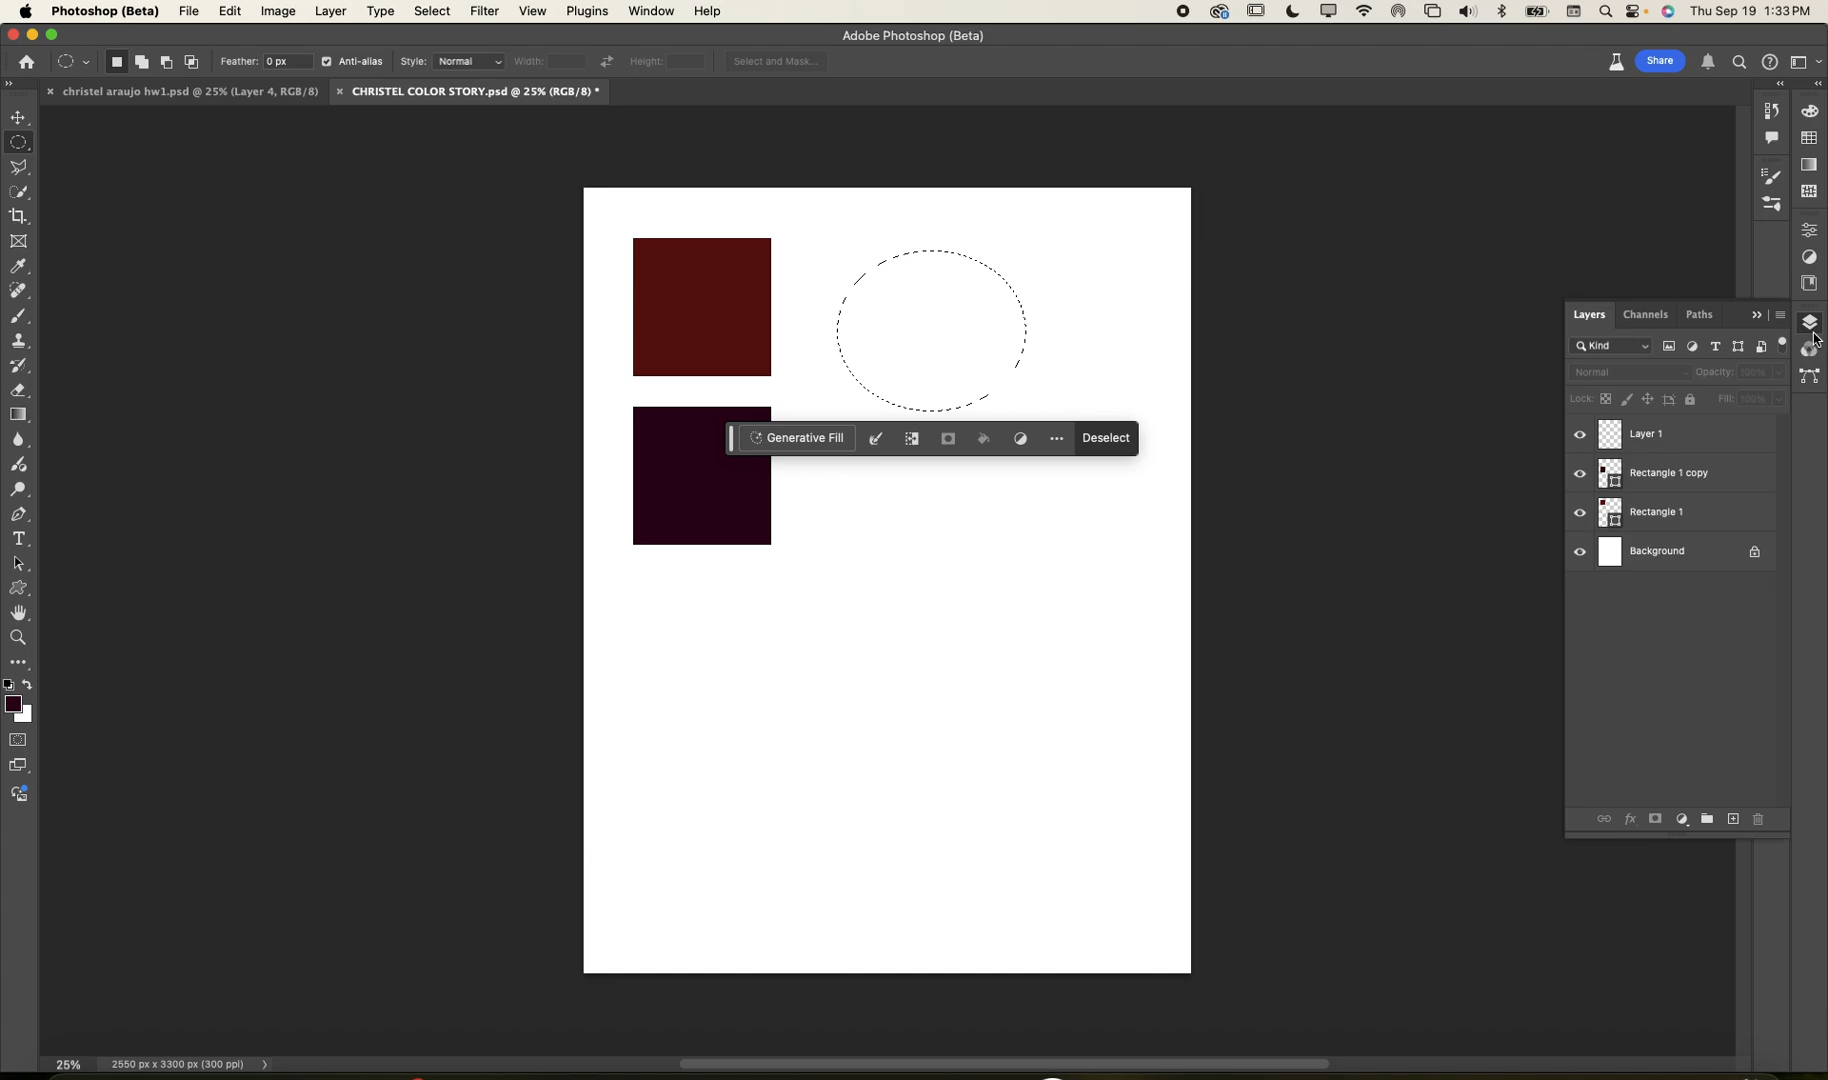 Photoshop (Beta) File Edit Image Layer Type Select Filter View Plugins Window Help Thu Sep 19 1:33 PM
Adobe Photoshop (Beta)
Feather: 0 px Anti-alias Style: Normal Width: Height: Select and Mask... Share
christel araujo hw1.psd @ 25% (Layer 4, RGB/8) CHRISTEL COLOR STORY.psd @ 25% (RGB/8) *
Layers Channels Paths
Kind
Normal Opacity: 100%
Lock: Fill: 100%
Generative Fill Deselect
Layer 1
Rectangle 1 copy
Rectangle 1
Background
fx
25% 2550 px x 3300 px (300 ppi)